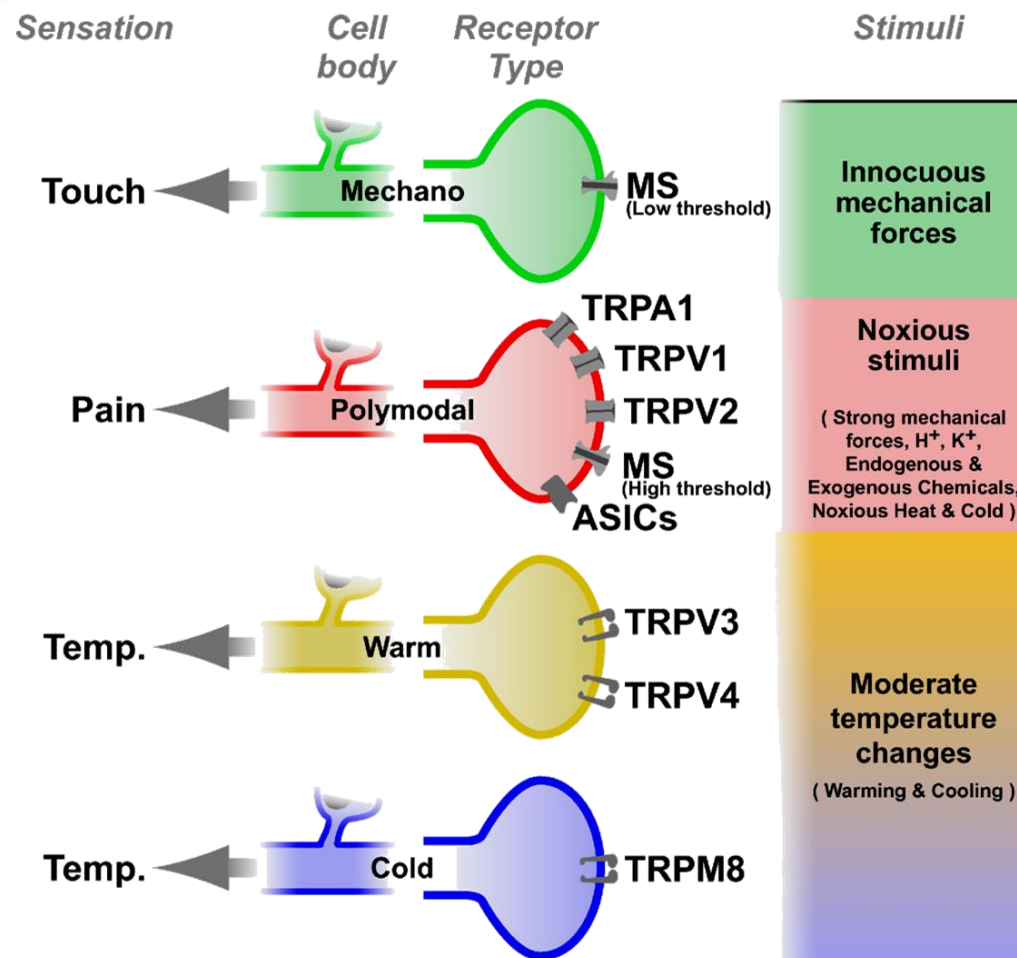 Sensation
Cell
body
Receptor
Type
Stimuli
Touch
Mechano
MS
(Low threshold)
Innocuous
mechanical
forces
Pain
Polymodal
TRPA1
TRPV1
TRPV2
MS
(High threshold)
ASICs
Noxious
stimuli
( Strong mechanical
forces, H⁺, K⁺,
Endogenous &
Exogenous Chemicals,
Noxious Heat & Cold )
Temp.
Warm
TRPV3
TRPV4
Moderate
temperature
changes
( Warming & Cooling )
Temp.
Cold
TRPM8